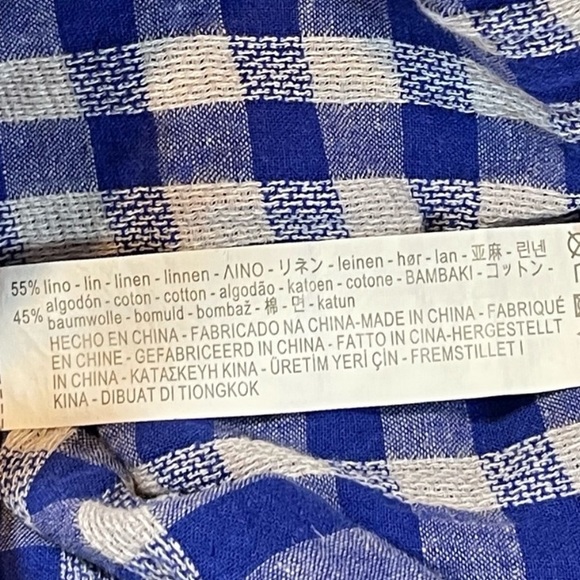 55% lino - lin - linen - linnen - ΛINO - リネン - leinen - hør - lan - 亚麻 - 린넨
45% algodón - coton - cotton - algodão - katoen - cotone - BAMBAKI - コットン -
baumwolle - bomuld - bombaž - 棉 - 면 - katun
HECHO EN CHINA - FABRICADO NA CHINA-MADE IN CHINA - FABRIQUÉ
EN CHINE - GEFABRICEERD IN CHINA - FATTO IN CINA-HERGESTELLT
IN CHINA - ΚΑΤΑΣΚΕΥΗ ΚΙΝΑ - ÜRETİM YERİ ÇİN - FREMSTILLET I
KINA - DIBUAT DI TIONGKOK